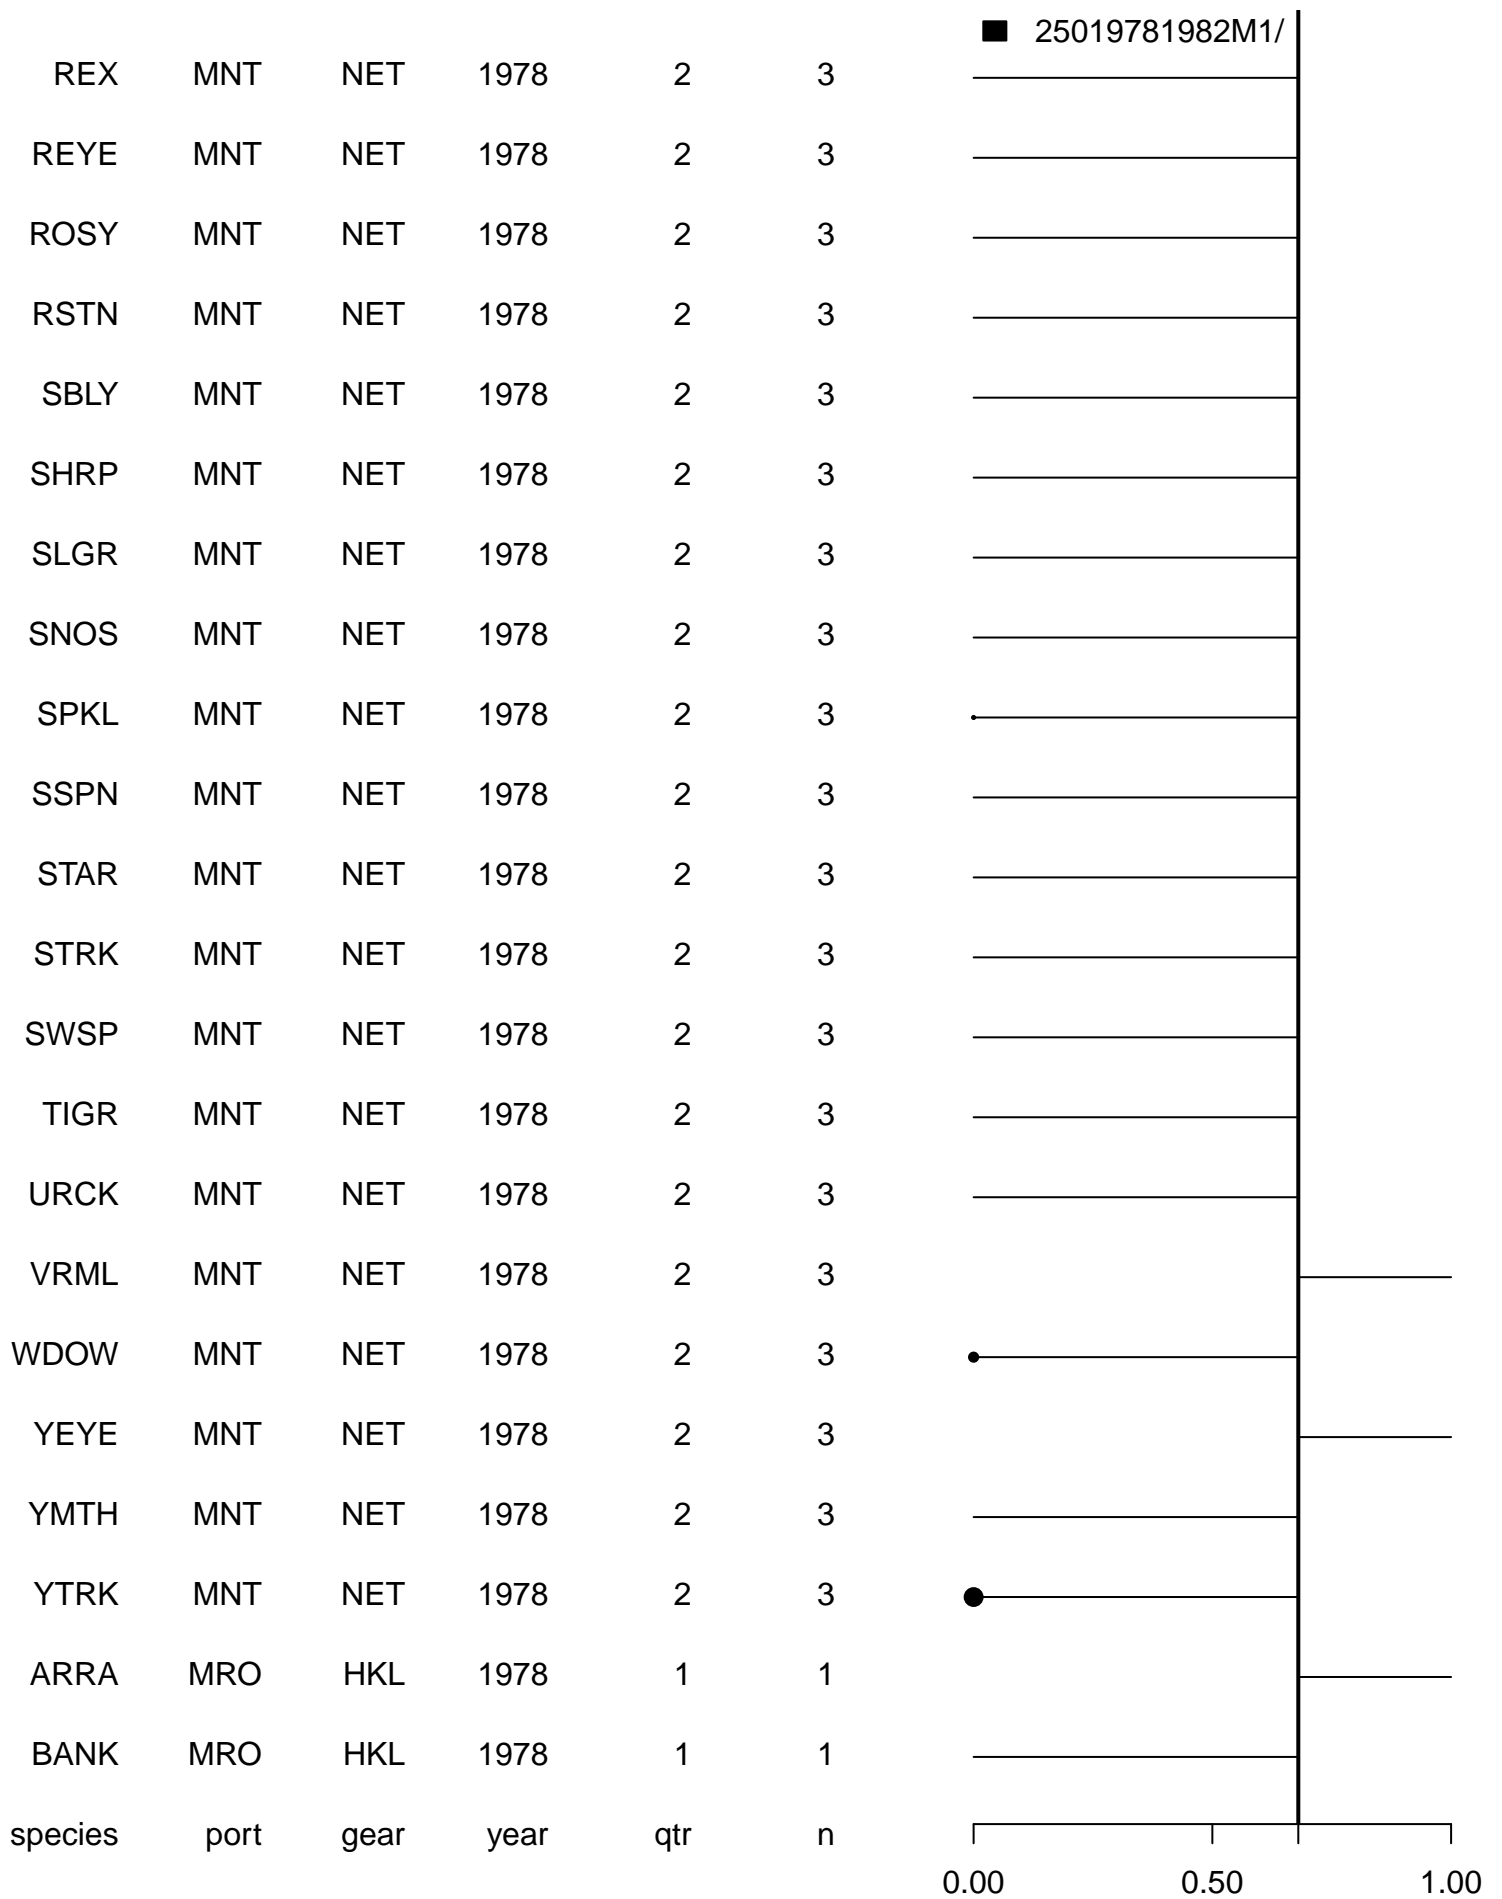 25019781982M1/
REX MNT NET 1978 2 3
REYE MNT NET 1978 2 3
ROSY MNT NET 1978 2 3
RSTN MNT NET 1978 2 3
SBLY MNT NET 1978 2 3
SHRP MNT NET 1978 2 3
SLGR MNT NET 1978 2 3
SNOS MNT NET 1978 2 3
SPKL MNT NET 1978 2 3
SSPN MNT NET 1978 2 3
STAR MNT NET 1978 2 3
STRK MNT NET 1978 2 3
SWSP MNT NET 1978 2 3
TIGR MNT NET 1978 2 3
URCK MNT NET 1978 2 3
VRML MNT NET 1978 2 3
WDOW MNT NET 1978 2 3
YEYE MNT NET 1978 2 3
YMTH MNT NET 1978 2 3
YTRK MNT NET 1978 2 3
ARRA MRO HKL 1978 1 1
BANK MRO HKL 1978 1 1
species port gear year qtr n
0.00 0.50 1.00